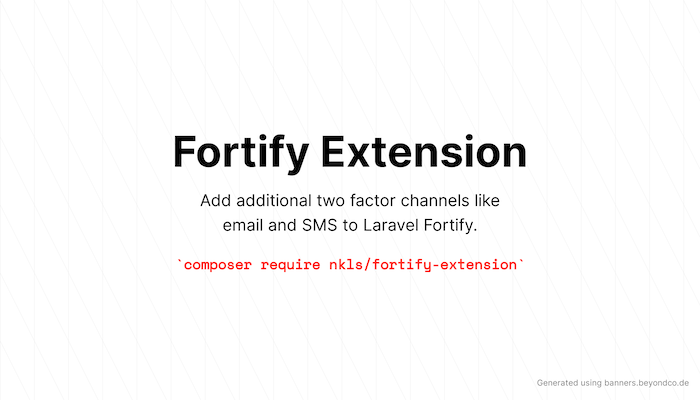 Fortify Extension
Add additional two factor channels like
email and SMS to Laravel Fortify.
`composer require nkls/fortify-extension`
Generated using banners.beyondco.de